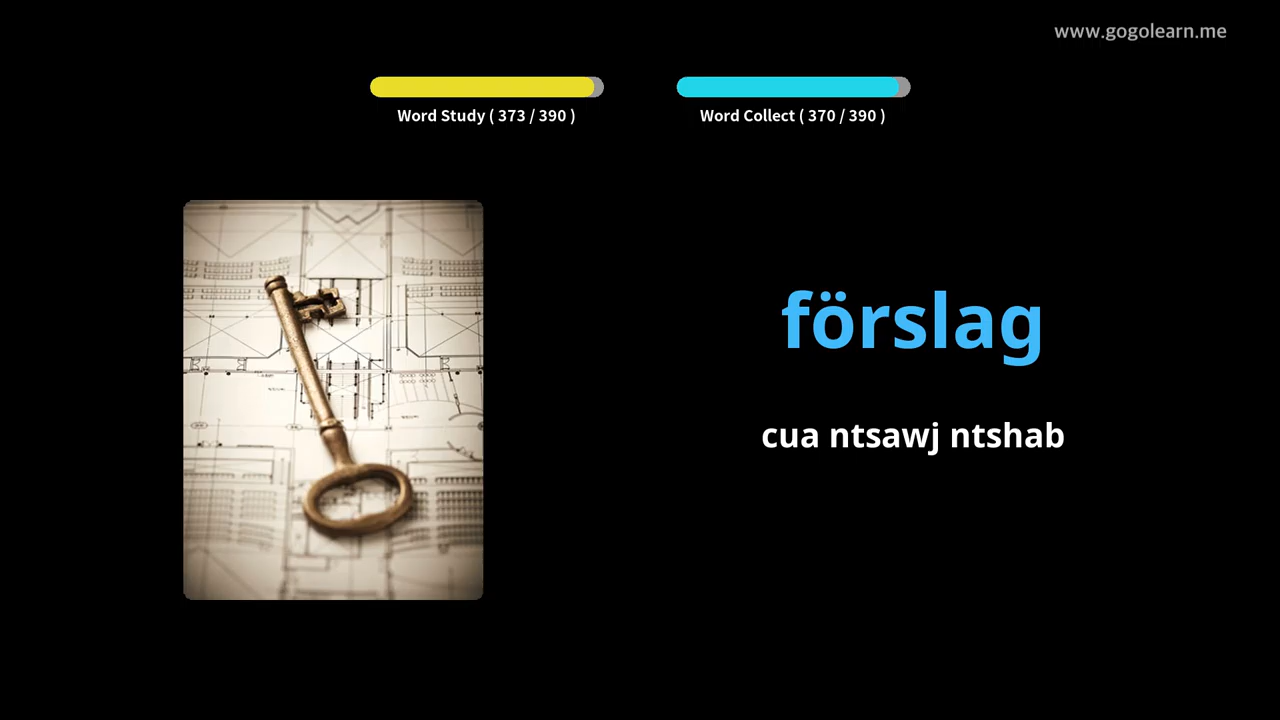 www.gogolearn.me
Word Study ( 373 / 390 )
Word Collect ( 370 / 390 )
förslag
cua ntsawj ntshab